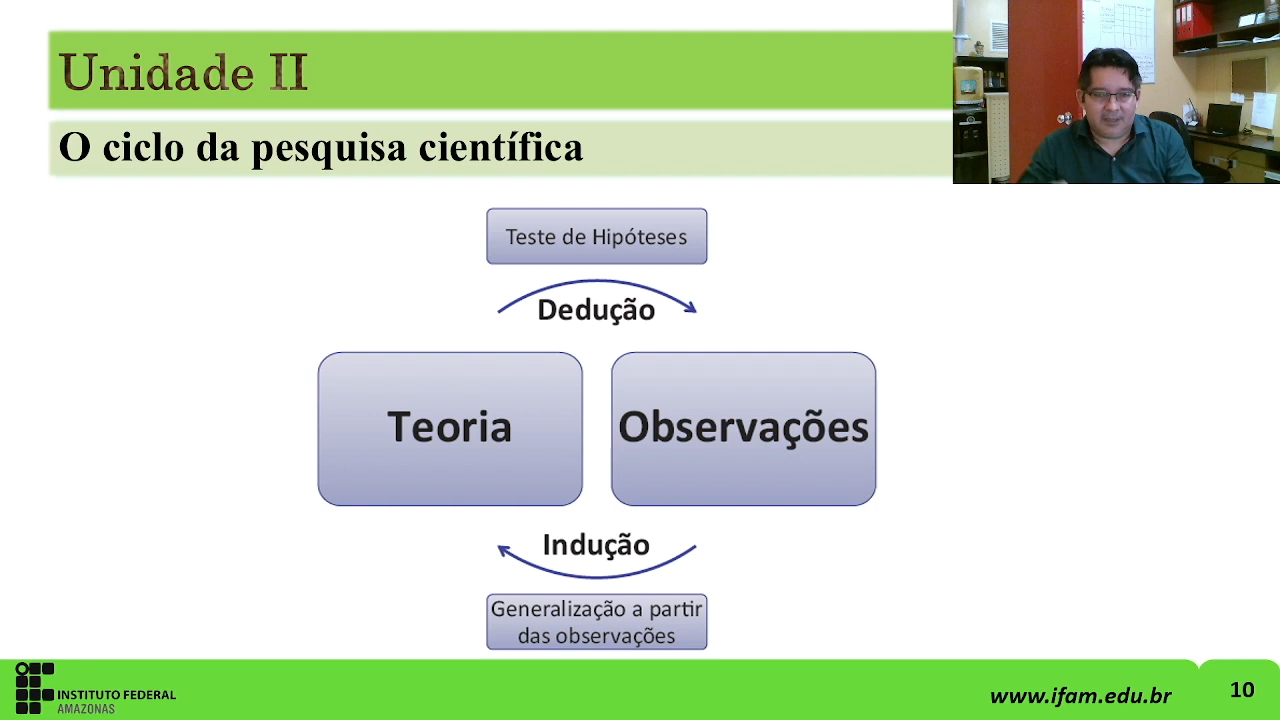 Unidade II
O ciclo da pesquisa científica
Teste de Hipóteses
Dedução
Teoria
Observações
Indução
Generalização a partir
das observações
INSTITUTO FEDERAL
AMAZONAS
www.ifam.edu.br
10